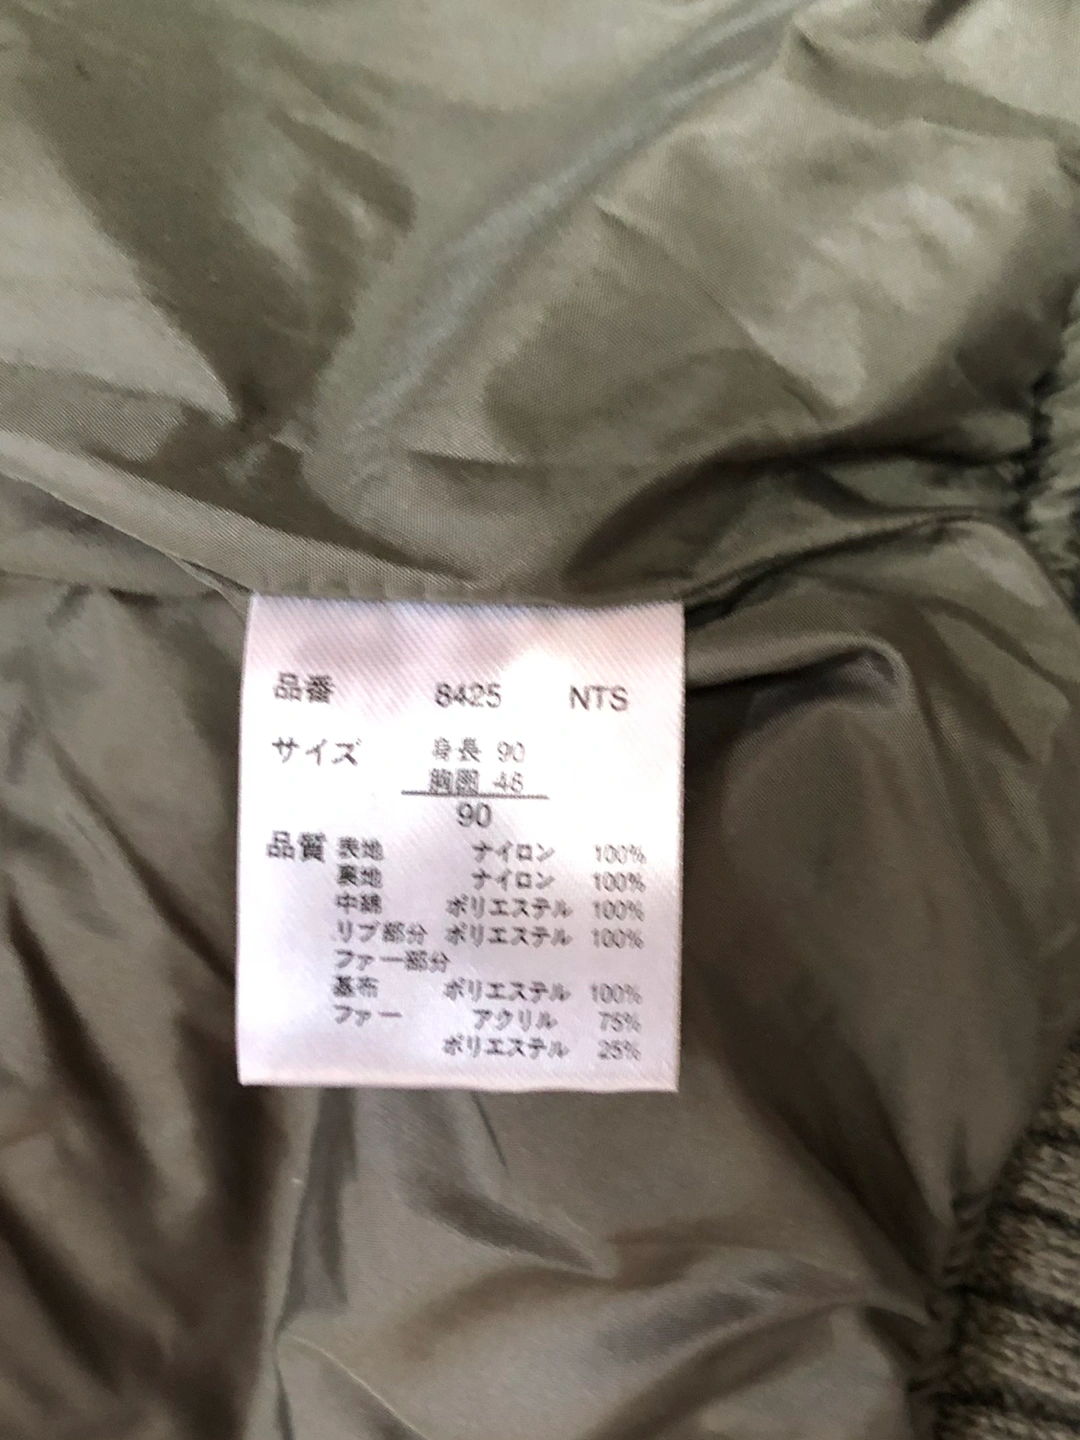 品番 8425 NTS
サイズ 身長 90
胸囲 48
90
品質 表地 ナイロン 100%
裏地 ナイロン 100%
中綿 ポリエステル 100%
リブ部分 ポリエステル 100%
ファー部分
基布 ポリエステル 100%
ファー アクリル 75%
ポリエステル 25%